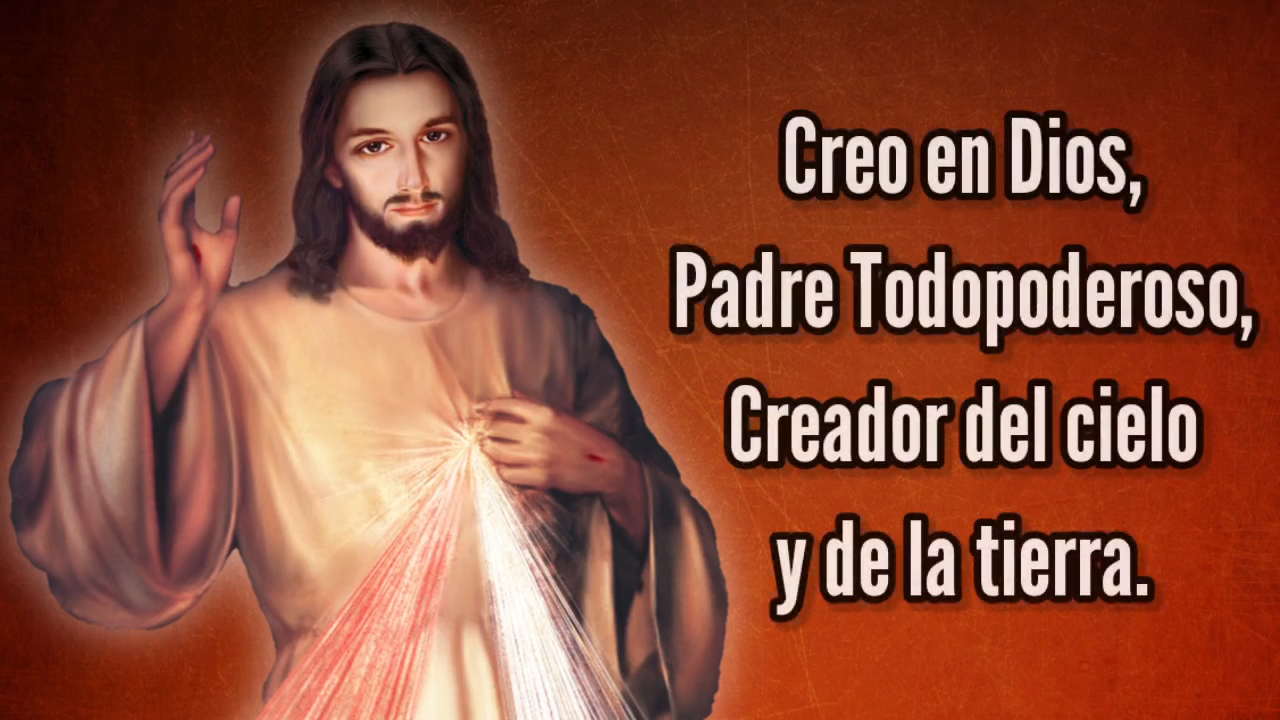 Creo en Dios,
Padre Todopoderoso,
Creador del cielo
y de la tierra.